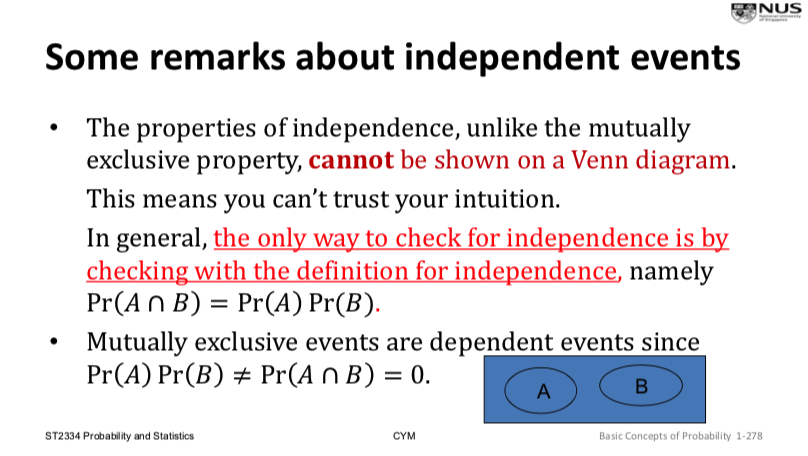 NUS
National University
of Singapore
Some remarks about independent events
• The properties of independence, unlike the mutually
exclusive property, cannot be shown on a Venn diagram.
This means you can’t trust your intuition.
In general, the only way to check for independence is by
checking with the definition for independence, namely
Pr(𝐴 ∩ 𝐵) = Pr(𝐴) Pr(𝐵).
• Mutually exclusive events are dependent events since
Pr(𝐴) Pr(𝐵) ≠ Pr(𝐴 ∩ 𝐵) = 0.
A
B
ST2334 Probability and Statistics
CYM
Basic Concepts of Probability 1-278